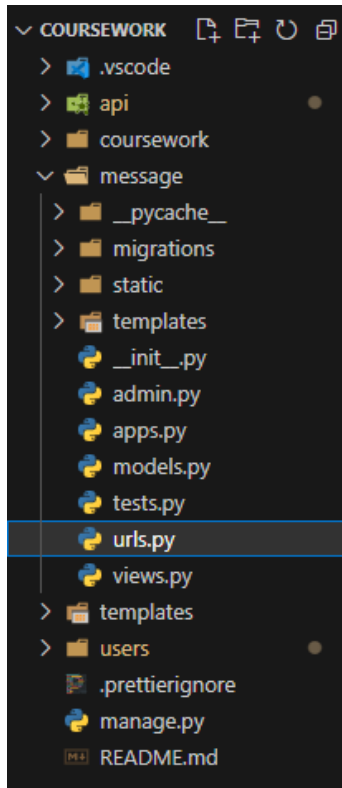 COURSEWORK
.vscode
api
coursework
message
__pycache__
migrations
static
templates
__init__.py
admin.py
apps.py
models.py
tests.py
urls.py
views.py
templates
users
.prettierignore
manage.py
README.md